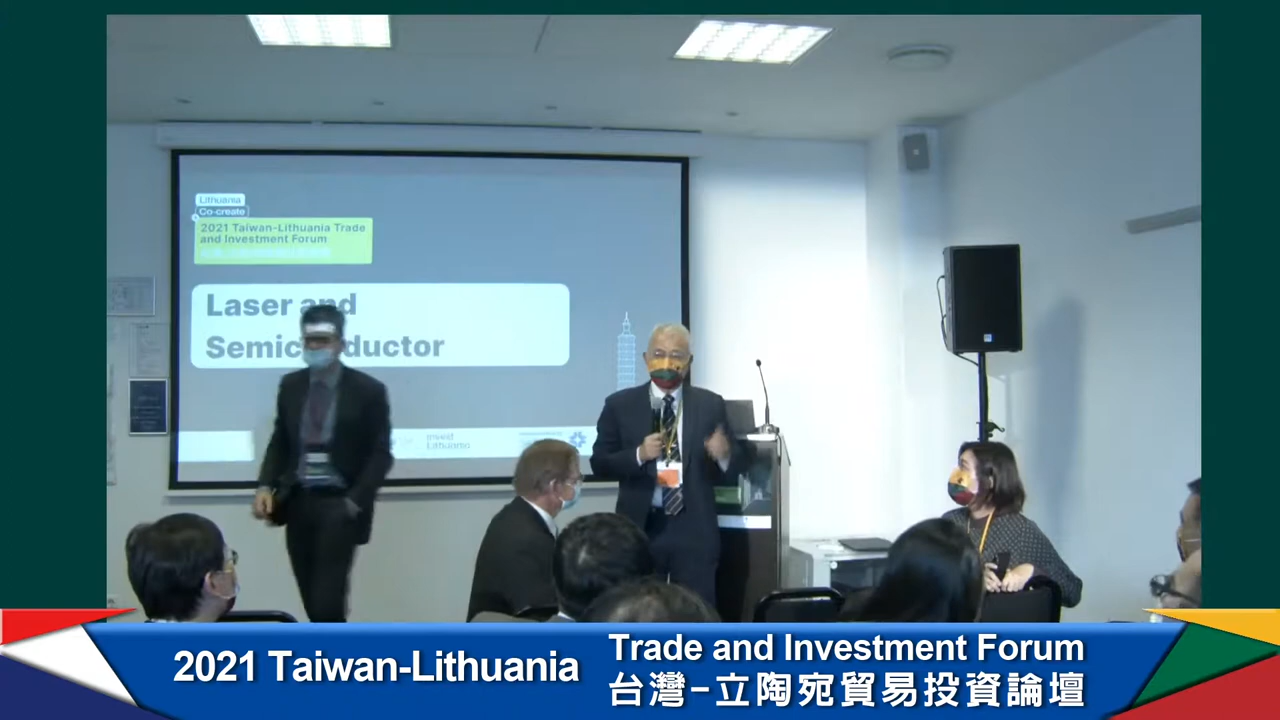 Lithuania
Co-create
2021 Taiwan-Lithuania Trade
and Investment Forum
Laser and
Semiconductor
Invest
Lithuania
2021 Taiwan-Lithuania
Trade and Investment Forum
台灣-立陶宛貿易投資論壇